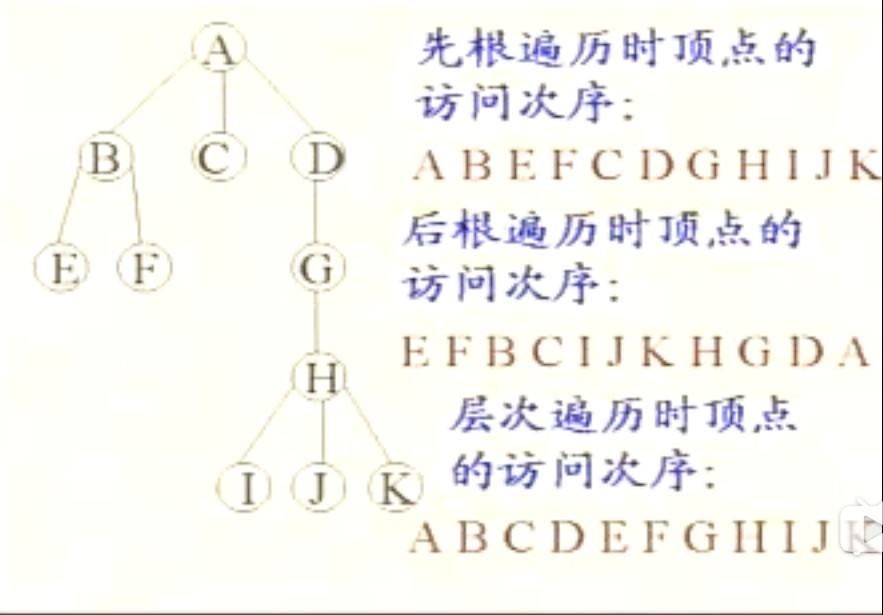 A
先根遍历时顶点的
访问次序：
B C D
A B E F C D G H I J K
后根遍历时顶点的
E F G
访问次序：
E F B C I J K H G D A
H
层次遍历时顶点
的访问次序：
I J K
A B C D E F G H I J K